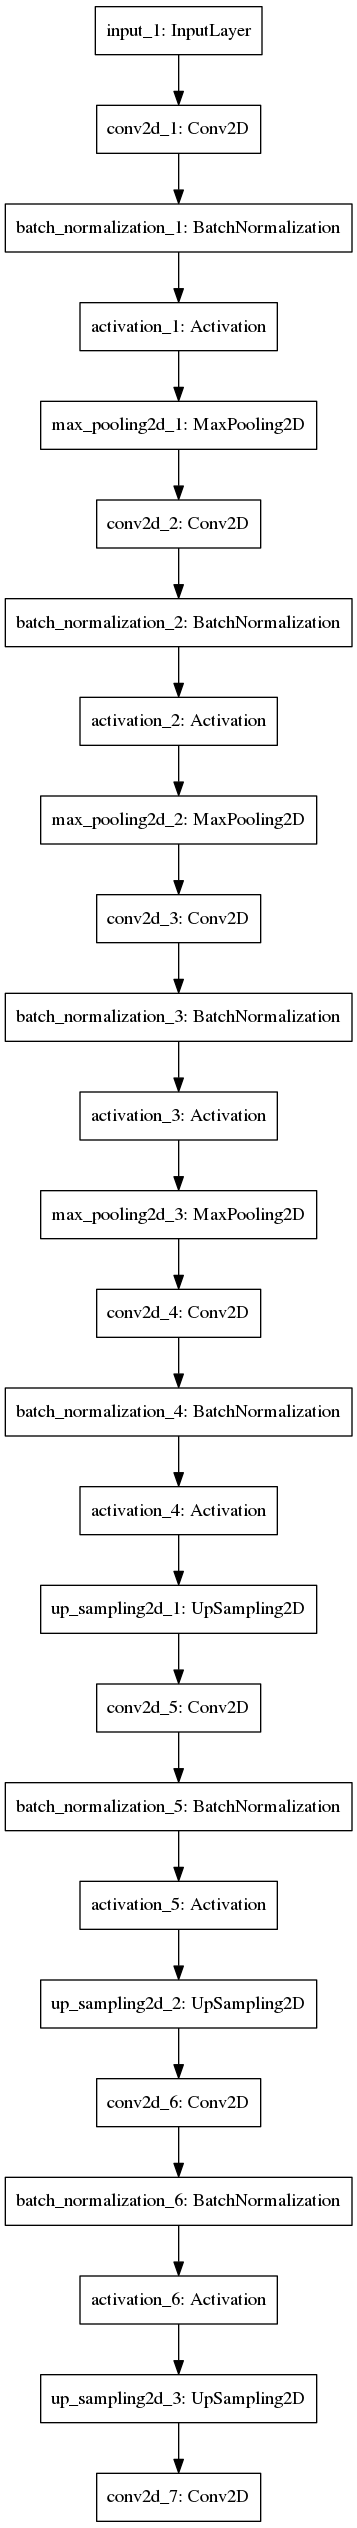 input_1: InputLayer
conv2d_1: Conv2D
batch_normalization_1: BatchNormalization
activation_1: Activation
max_pooling2d_1: MaxPooling2D
conv2d_2: Conv2D
batch_normalization_2: BatchNormalization
activation_2: Activation
max_pooling2d_2: MaxPooling2D
conv2d_3: Conv2D
batch_normalization_3: BatchNormalization
activation_3: Activation
max_pooling2d_3: MaxPooling2D
conv2d_4: Conv2D
batch_normalization_4: BatchNormalization
activation_4: Activation
up_sampling2d_1: UpSampling2D
conv2d_5: Conv2D
batch_normalization_5: BatchNormalization
activation_5: Activation
up_sampling2d_2: UpSampling2D
conv2d_6: Conv2D
batch_normalization_6: BatchNormalization
activation_6: Activation
up_sampling2d_3: UpSampling2D
conv2d_7: Conv2D